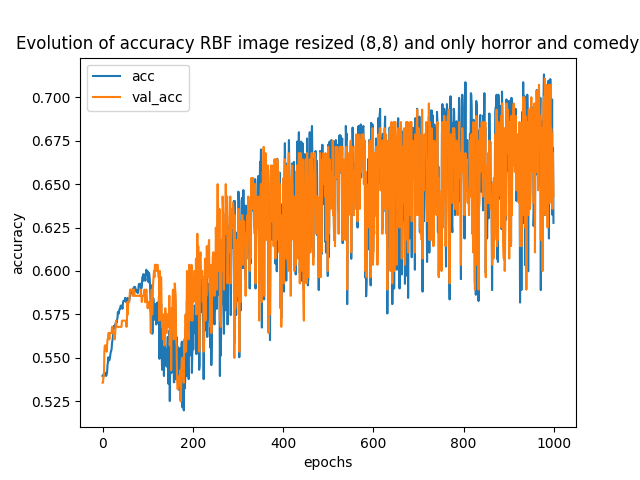 Evolution of accuracy RBF image resized (8,8) and only horror and comedy
acc
val_acc
0.700
0.675
0.650
0.625
0.600
0.575
0.550
0.525
accuracy
0 200 400 600 800 1000
epochs